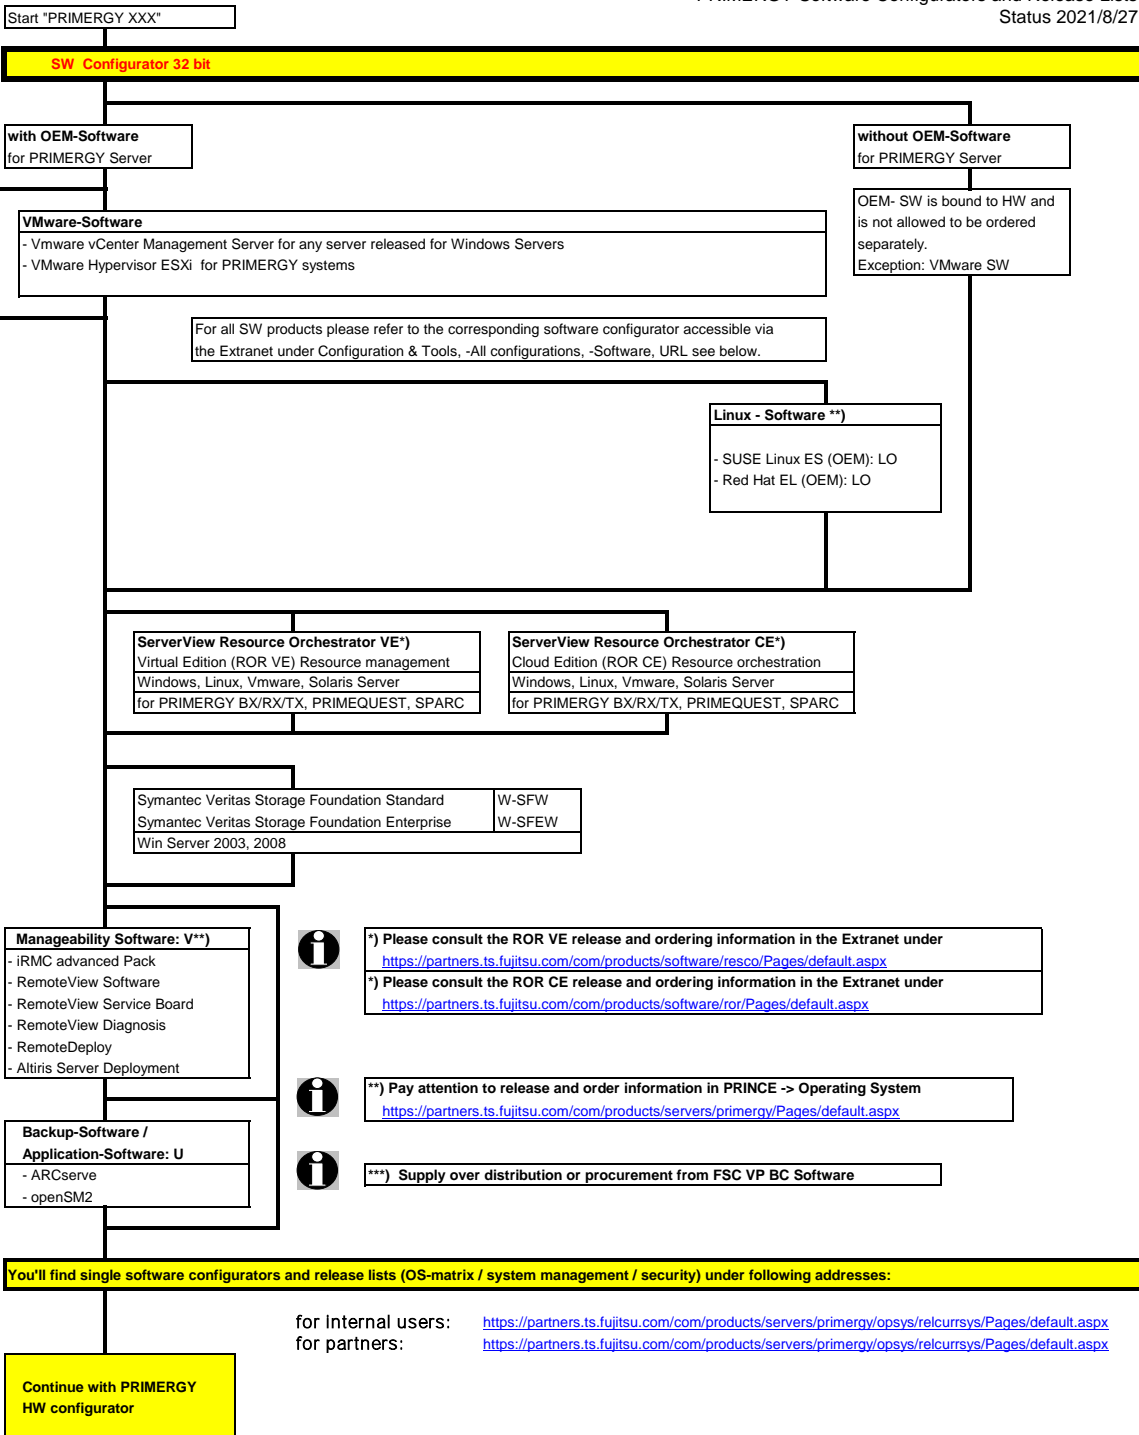 PRIMERGY Software Configurators and Release Lists
Start "PRIMERGY XXX"
Status 2021/8/27
SW  Configurator 32 bit
with OEM-Software
for PRIMERGY Server
without OEM-Software
for PRIMERGY Server
OEM- SW is bound to HW and
is not allowed to be ordered
separately.
Exception: VMware SW
VMware-Software
- Vmware vCenter Management Server for any server released for Windows Servers
- VMware Hypervisor ESXi  for PRIMERGY systems
For all SW products please refer to the corresponding software configurator accessible via
the Extranet under Configuration & Tools, -All configurations, -Software, URL see below.
Linux - Software **)
- SUSE Linux ES (OEM): LO
- Red Hat EL (OEM): LO
ServerView Resource Orchestrator VE*)
Virtual Edition (ROR VE) Resource management
Windows, Linux, Vmware, Solaris Server
for PRIMERGY BX/RX/TX, PRIMEQUEST, SPARC
ServerView Resource Orchestrator CE*)
Cloud Edition (ROR CE) Resource orchestration
Windows, Linux, Vmware, Solaris Server
for PRIMERGY BX/RX/TX, PRIMEQUEST, SPARC
Symantec Veritas Storage Foundation Standard W-SFW
Symantec Veritas Storage Foundation Enterprise W-SFEW
Win Server 2003, 2008
Manageability Software: V**)
- iRMC advanced Pack
- RemoteView Software
- RemoteView Service Board
- RemoteView Diagnosis
- RemoteDeploy
- Altiris Server Deployment
*) Please consult the ROR VE release and ordering information in the Extranet under
https://partners.ts.fujitsu.com/com/products/software/resco/Pages/default.aspx
*) Please consult the ROR CE release and ordering information in the Extranet under
https://partners.ts.fujitsu.com/com/products/software/ror/Pages/default.aspx
**) Pay attention to release and order information in PRINCE -> Operating System
https://partners.ts.fujitsu.com/com/products/servers/primergy/Pages/default.aspx
Backup-Software /
Application-Software: U
- ARCserve
- openSM2
***)  Supply over distribution or procurement from FSC VP BC Software
You'll find single software configurators and release lists (OS-matrix / system management / security) under following addresses:
for Internal users: https://partners.ts.fujitsu.com/com/products/servers/primergy/opsys/relcurrsys/Pages/default.aspx
for partners: https://partners.ts.fujitsu.com/com/products/servers/primergy/opsys/relcurrsys/Pages/default.aspx
Continue with PRIMERGY
HW configurator